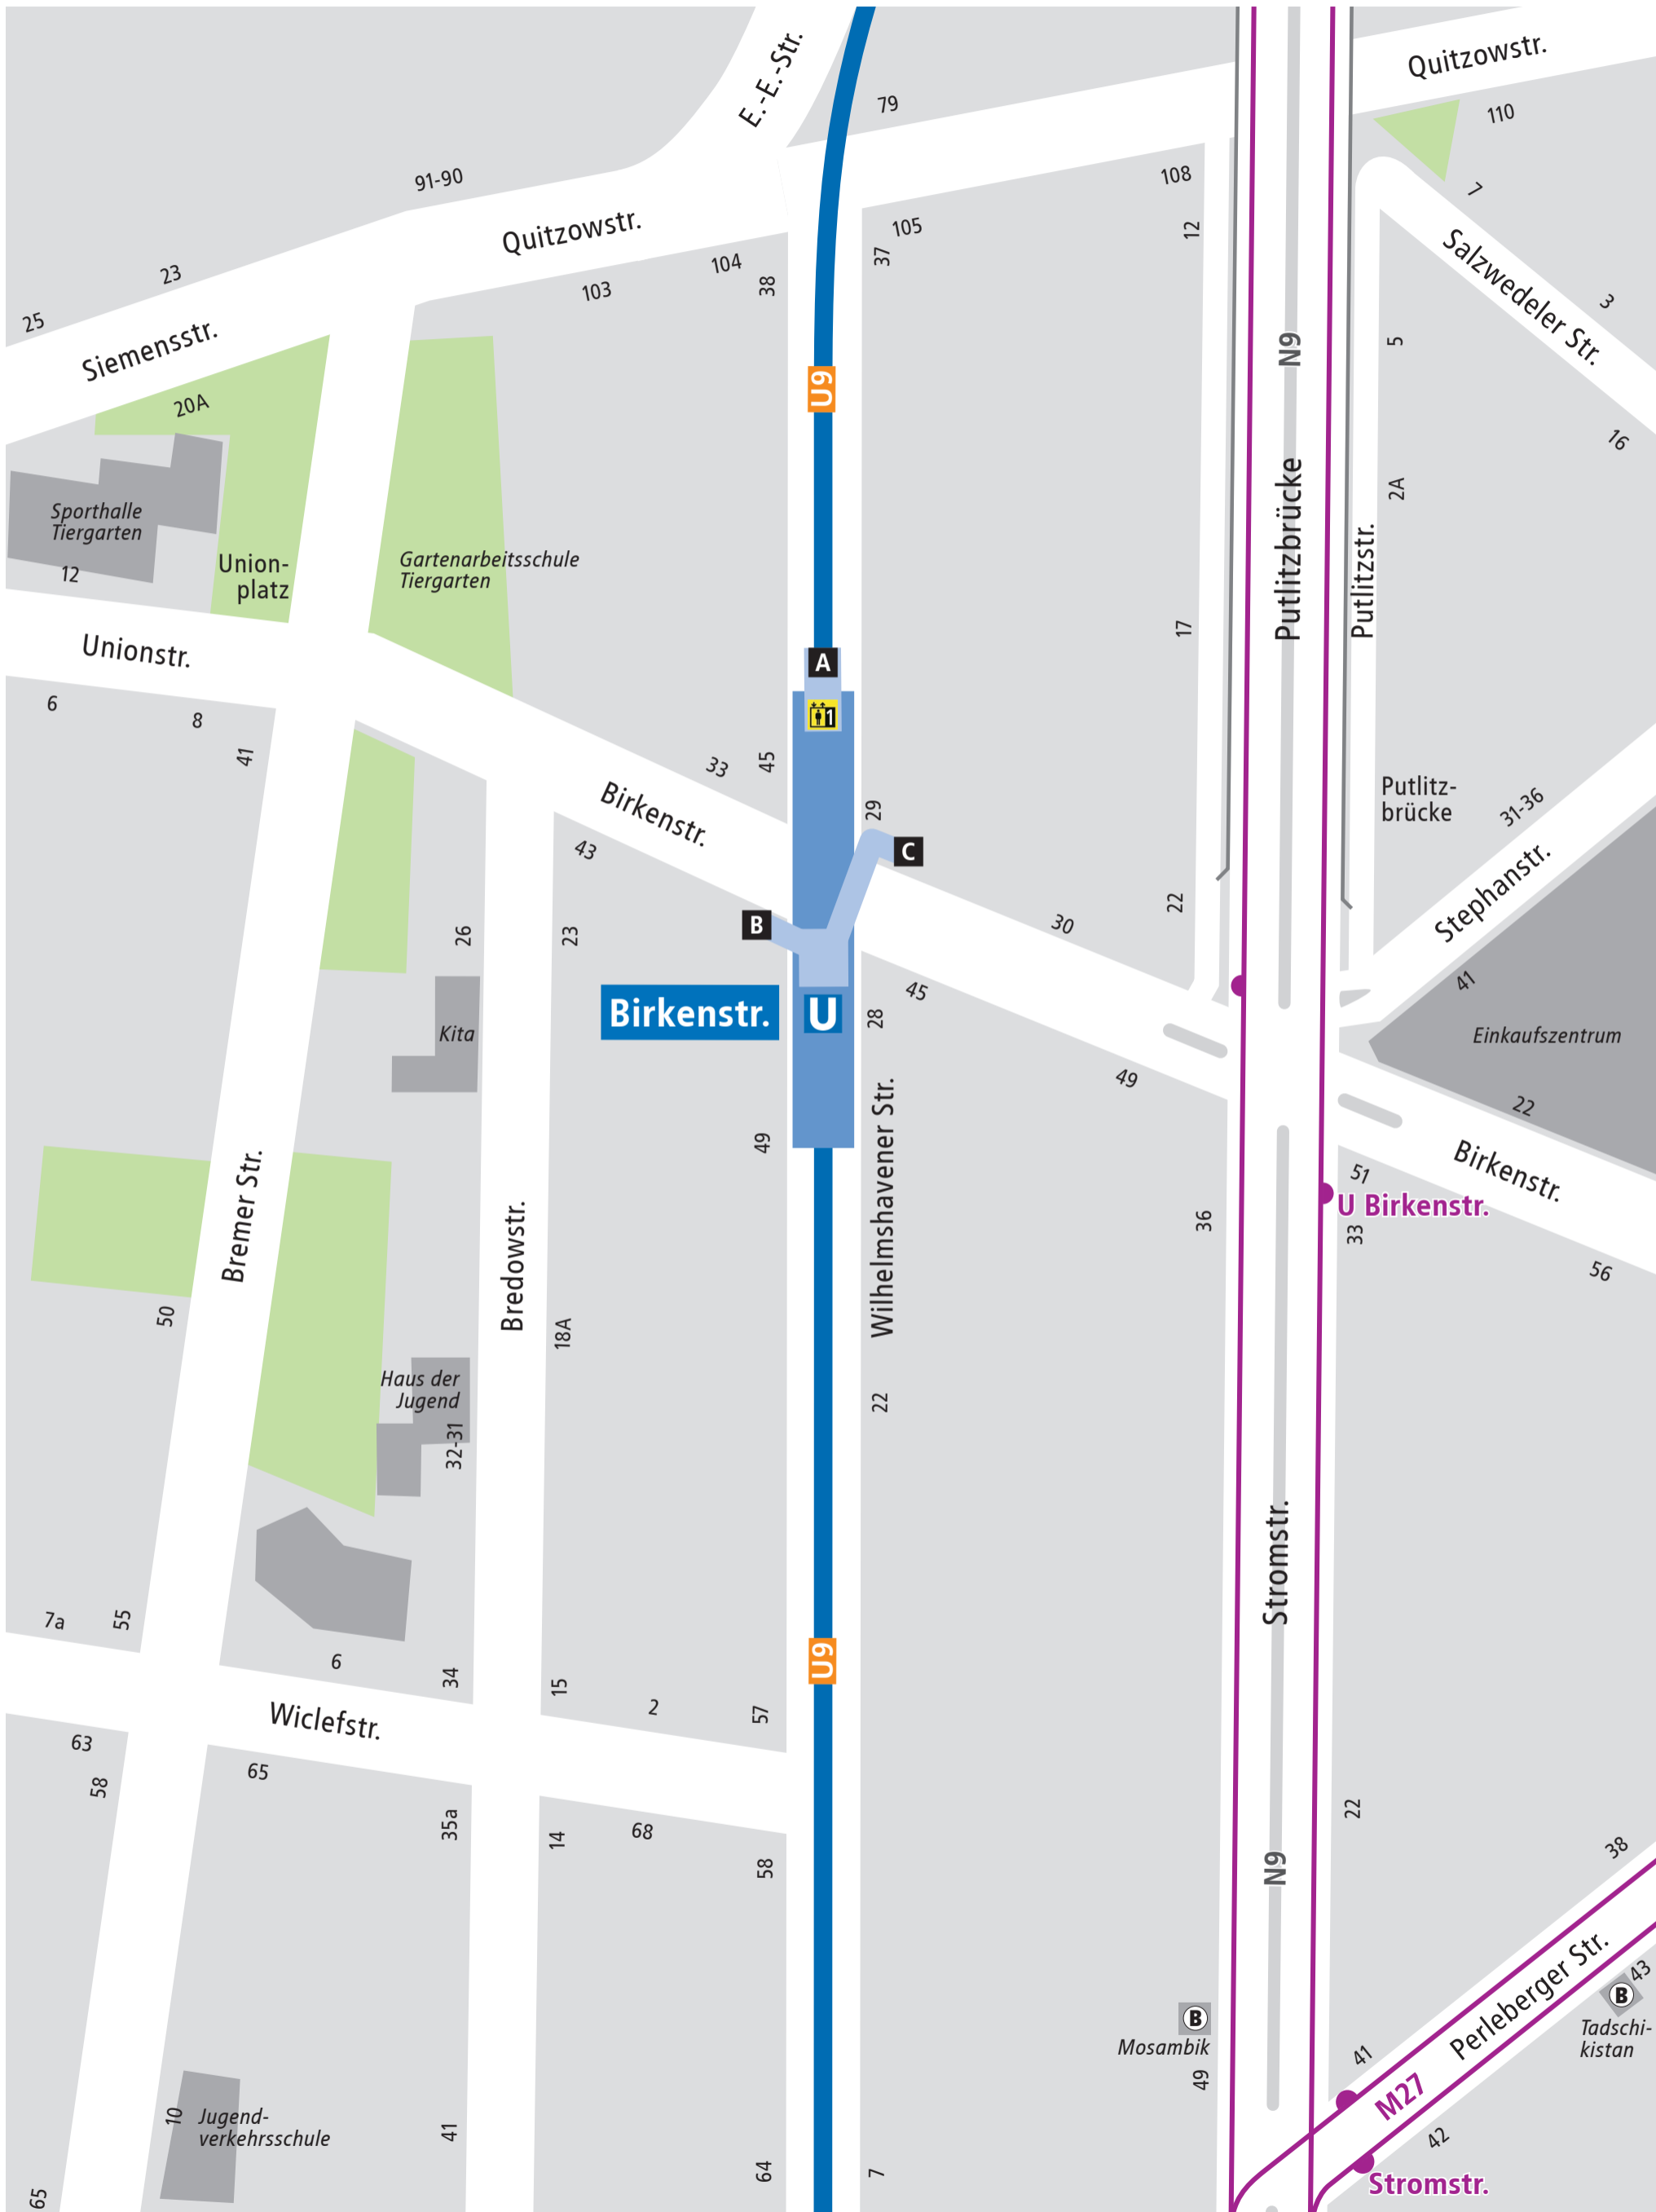 E.-E.-Str.
Quitzowstr.
79
110
91-90
108
7
Quitzowstr.
105
12
23
104
37
38
103
Salzwedeler Str.
3
25
Siemensstr.
N9
5
U9
20A
16
2A
Sporthalle
Tiergarten
Putlitzbrücke
Putlitzstr.
12
Union-
platz
Gartenarbeitsschule
Tiergarten
17
Unionstr.
A
6
8
1
41
33
45
Putlitz-
brücke
31-36
29
Birkenstr.
43
C
22
30
Stephanstr.
B
26
23
45
41
Birkenstr.
U
28
Kita
Einkaufszentrum
49
22
49
51
Birkenstr.
U Birkenstr.
36
33
Bremer Str.
Bredowstr.
Wilhelmshavener Str.
56
50
18A
Haus der
Jugend
22
32-31
Stromstr.
7a
55
6
34
15
2
57
U9
Wiclefstr.
63
58
65
35a
14
68
58
22
38
N9
Perleberger Str.
43
B
Tadschi-
kistan
B
Mosambik
49
41
M27
10
Jugend-
verkehrsschule
41
42
64
7
Stromstr.
65